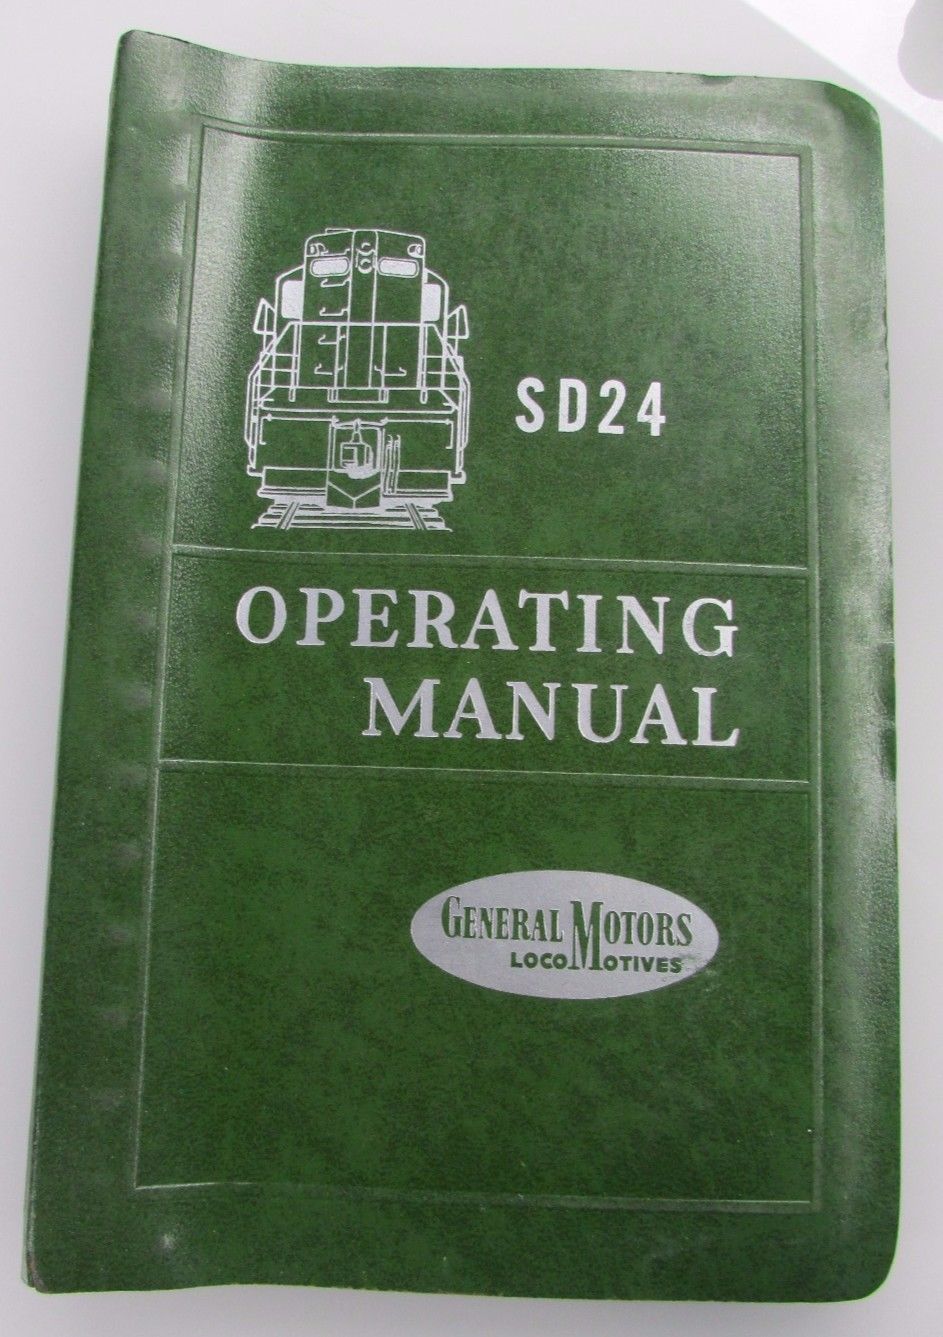 SD24
OPERATING
MANUAL
GENERAL MOTORS
LOCOMOTIVES